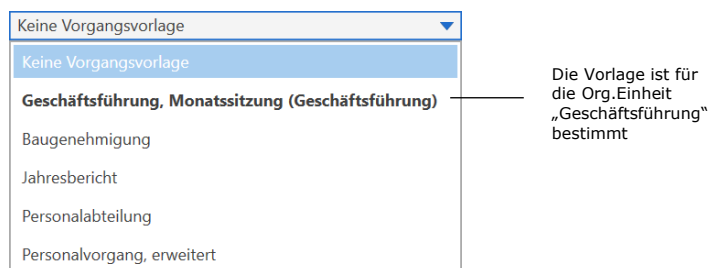 Keine Vorgangsvorlage
Keine Vorgangsvorlage
Geschäftsführung, Monatssitzung (Geschäftsführung)
Baugenehmigung
Jahresbericht
Personalabteilung
Personalvorgang, erweitert
Die Vorlage ist für
die Org.Einheit
„Geschäftsführung“
bestimmt